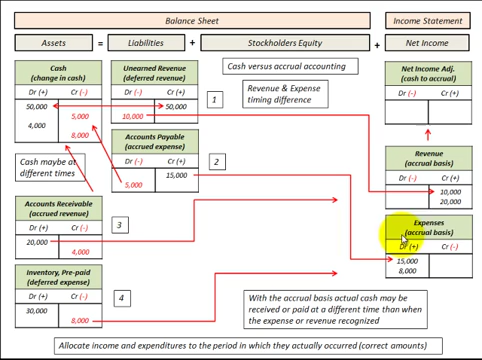 Balance Sheet
Income Statement
Assets = Liabilities + Stockholders Equity + Net Income
Cash
(change in cash)
Dr (+) Cr (-)
50,000
5,000
4,000
8,000
Unearned Revenue
(deferred revenue)
Dr (-) Cr (+)
50,000
10,000
1
Cash versus accrual accounting
Revenue & Expense
timing difference
Net Income Adj.
(cash to accrual)
Dr (-) Cr (+)
Accounts Payable
(accrued expense)
Dr (-) Cr (+)
15,000
5,000
2
Cash maybe at
different times
Revenue
(accrual basis)
Dr (-) Cr (+)
10,000
20,000
Accounts Receivable
(accrued revenue)
Dr (+) Cr (-)
20,000
4,000
3
Expenses
(accrual basis)
Dr (+) Cr (-)
15,000
8,000
Inventory, Pre-paid
(deferred expense)
Dr (+) Cr (-)
30,000
8,000
4
With the accrual basis actual cash may be
received or paid at a different time than when
the expense or revenue recognized
Allocate income and expenditures to the period in which they actually occurred (correct amounts)